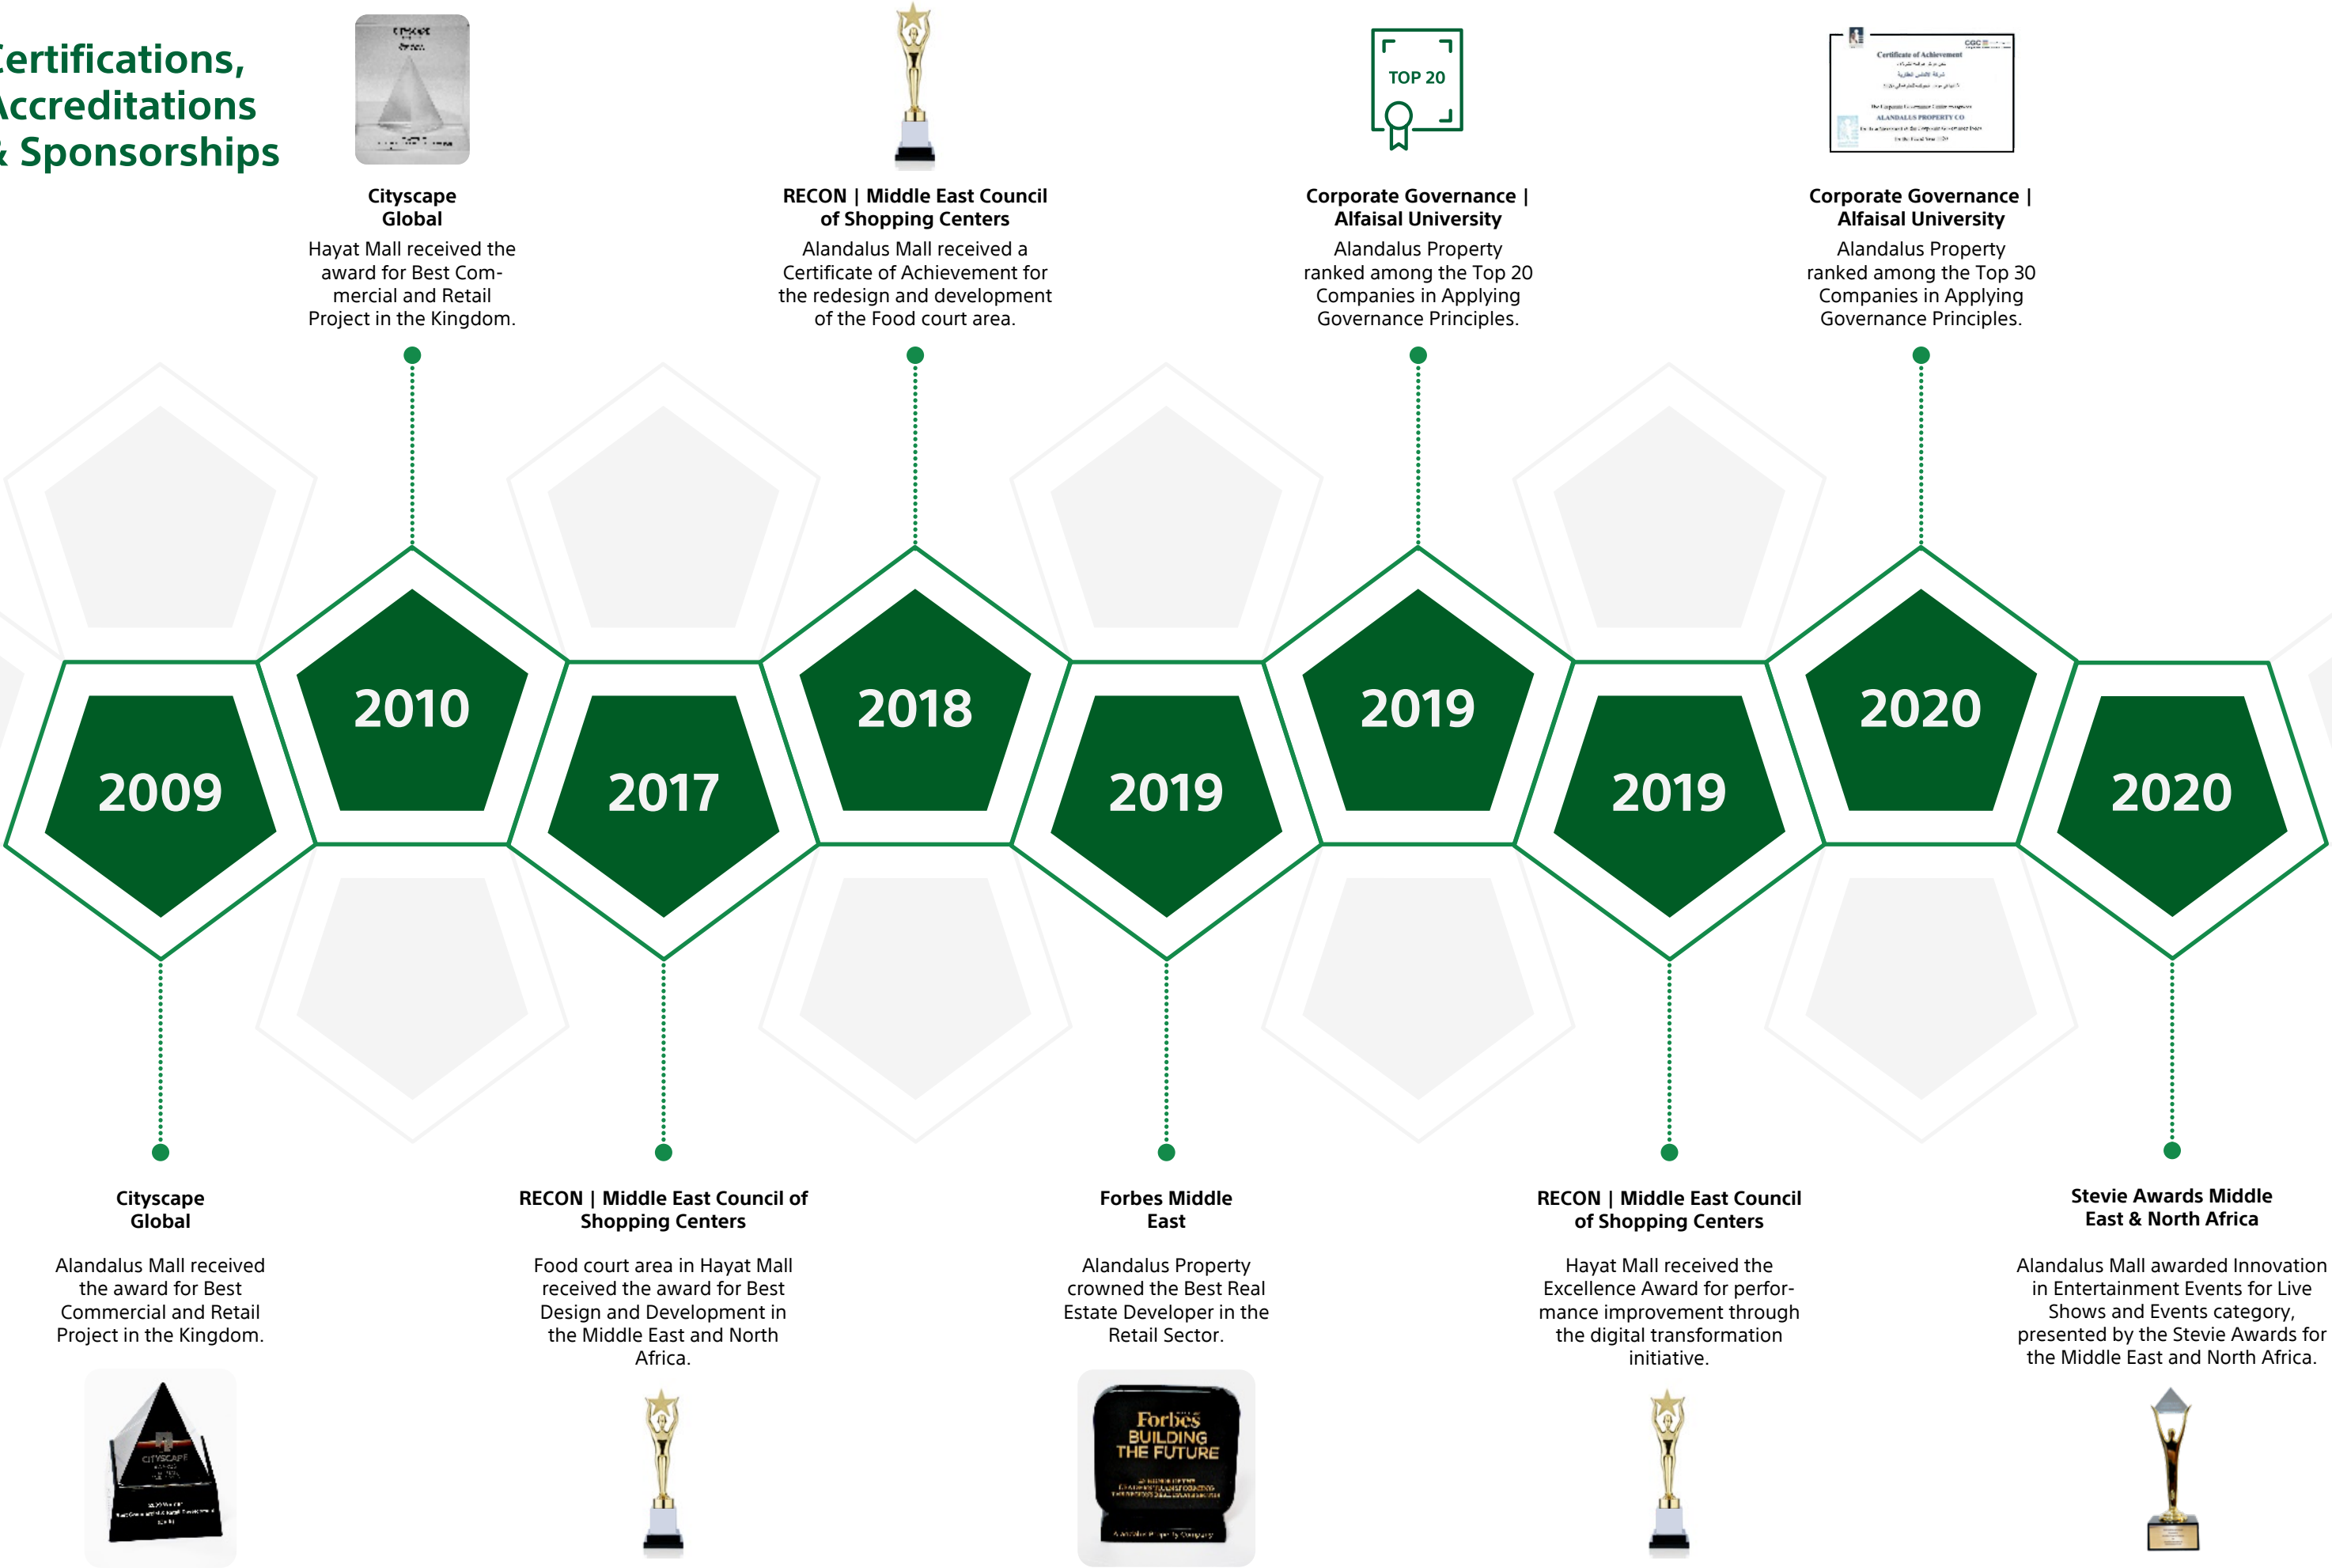 Certifications,
Accreditations
& Sponsorships
Cityscape
Global
Hayat Mall received the
award for Best Com-
mercial and Retail
Project in the Kingdom.
RECON | Middle East Council
of Shopping Centers
Alandalus Mall received a
Certificate of Achievement for
the redesign and development
of the Food court area.
TOP 20
Corporate Governance |
Alfaisal University
Alandalus Property
ranked among the Top 20
Companies in Applying
Governance Principles.
CGC
Certificate of Achievement
ALANDALUS PROPERTY CO
Corporate Governance |
Alfaisal University
Alandalus Property
ranked among the Top 30
Companies in Applying
Governance Principles.
2009
2010
2017
2018
2019
2019
2019
2020
2020
Cityscape
Global
Alandalus Mall received
the award for Best
Commercial and Retail
Project in the Kingdom.
CITYSCAPE
RECON | Middle East Council of
Shopping Centers
Food court area in Hayat Mall
received the award for Best
Design and Development in
the Middle East and North
Africa.
Forbes Middle
East
Alandalus Property
crowned the Best Real
Estate Developer in the
Retail Sector.
Forbes
BUILDING
THE FUTURE
Alandalus Property Company
RECON | Middle East Council
of Shopping Centers
Hayat Mall received the
Excellence Award for perfor-
mance improvement through
the digital transformation
initiative.
Stevie Awards Middle
East & North Africa
Alandalus Mall awarded Innovation
in Entertainment Events for Live
Shows and Events category,
presented by the Stevie Awards for
the Middle East and North Africa.